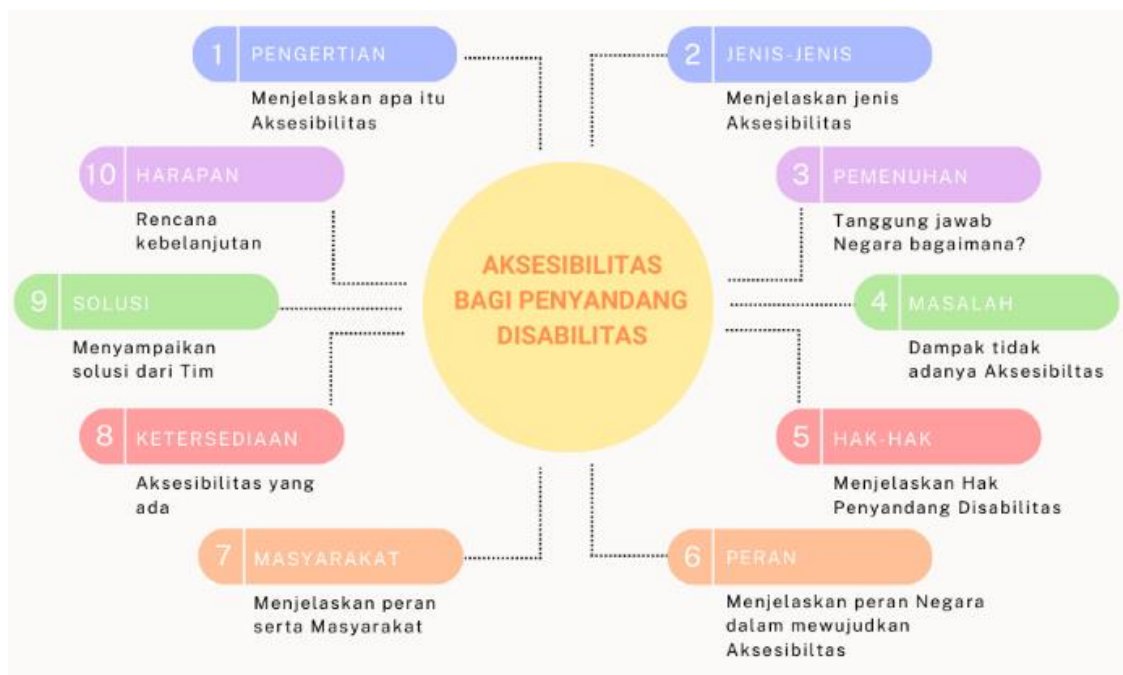 AKSESIBILITAS
BAGI PENYANDANG
DISABILITAS
1 PENGERTIAN
Menjelaskan apa itu
Aksesibilitas
2 JENIS-JENIS
Menjelaskan jenis
Aksesibilitas
3 PEMENUHAN
Tanggung jawab
Negara bagaimana?
4 MASALAH
Dampak tidak
adanya Aksesibiltas
5 HAK-HAK
Menjelaskan Hak
Penyandang Disabilitas
6 PERAN
Menjelaskan peran Negara
dalam mewujudkan
Aksesibiltas
7 MASYARAKAT
Menjelaskan peran
serta Masyarakat
8 KETERSEDIAAN
Aksesibilitas yang
ada
9 SOLUSI
Menyampaikan
solusi dari Tim
10 HARAPAN
Rencana
kebelanjutan